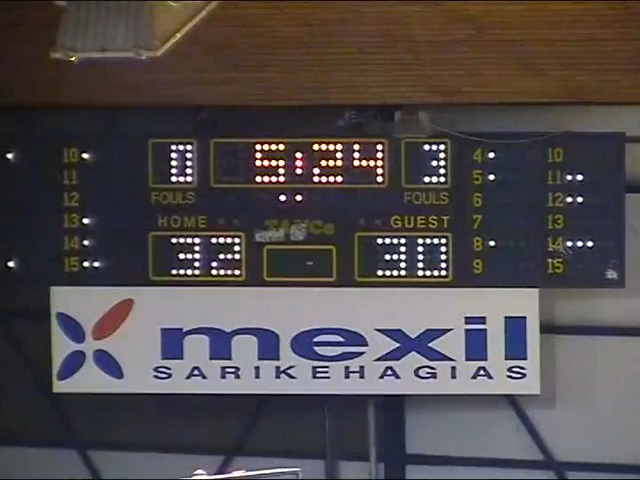 10 0 5:24 3 4 10
11 5 11
12 FOULS FOULS 6 12
13 HOME GUEST 7 13
14 8 14
15 32 30 9 15
mexil
SARIKEHAGIAS